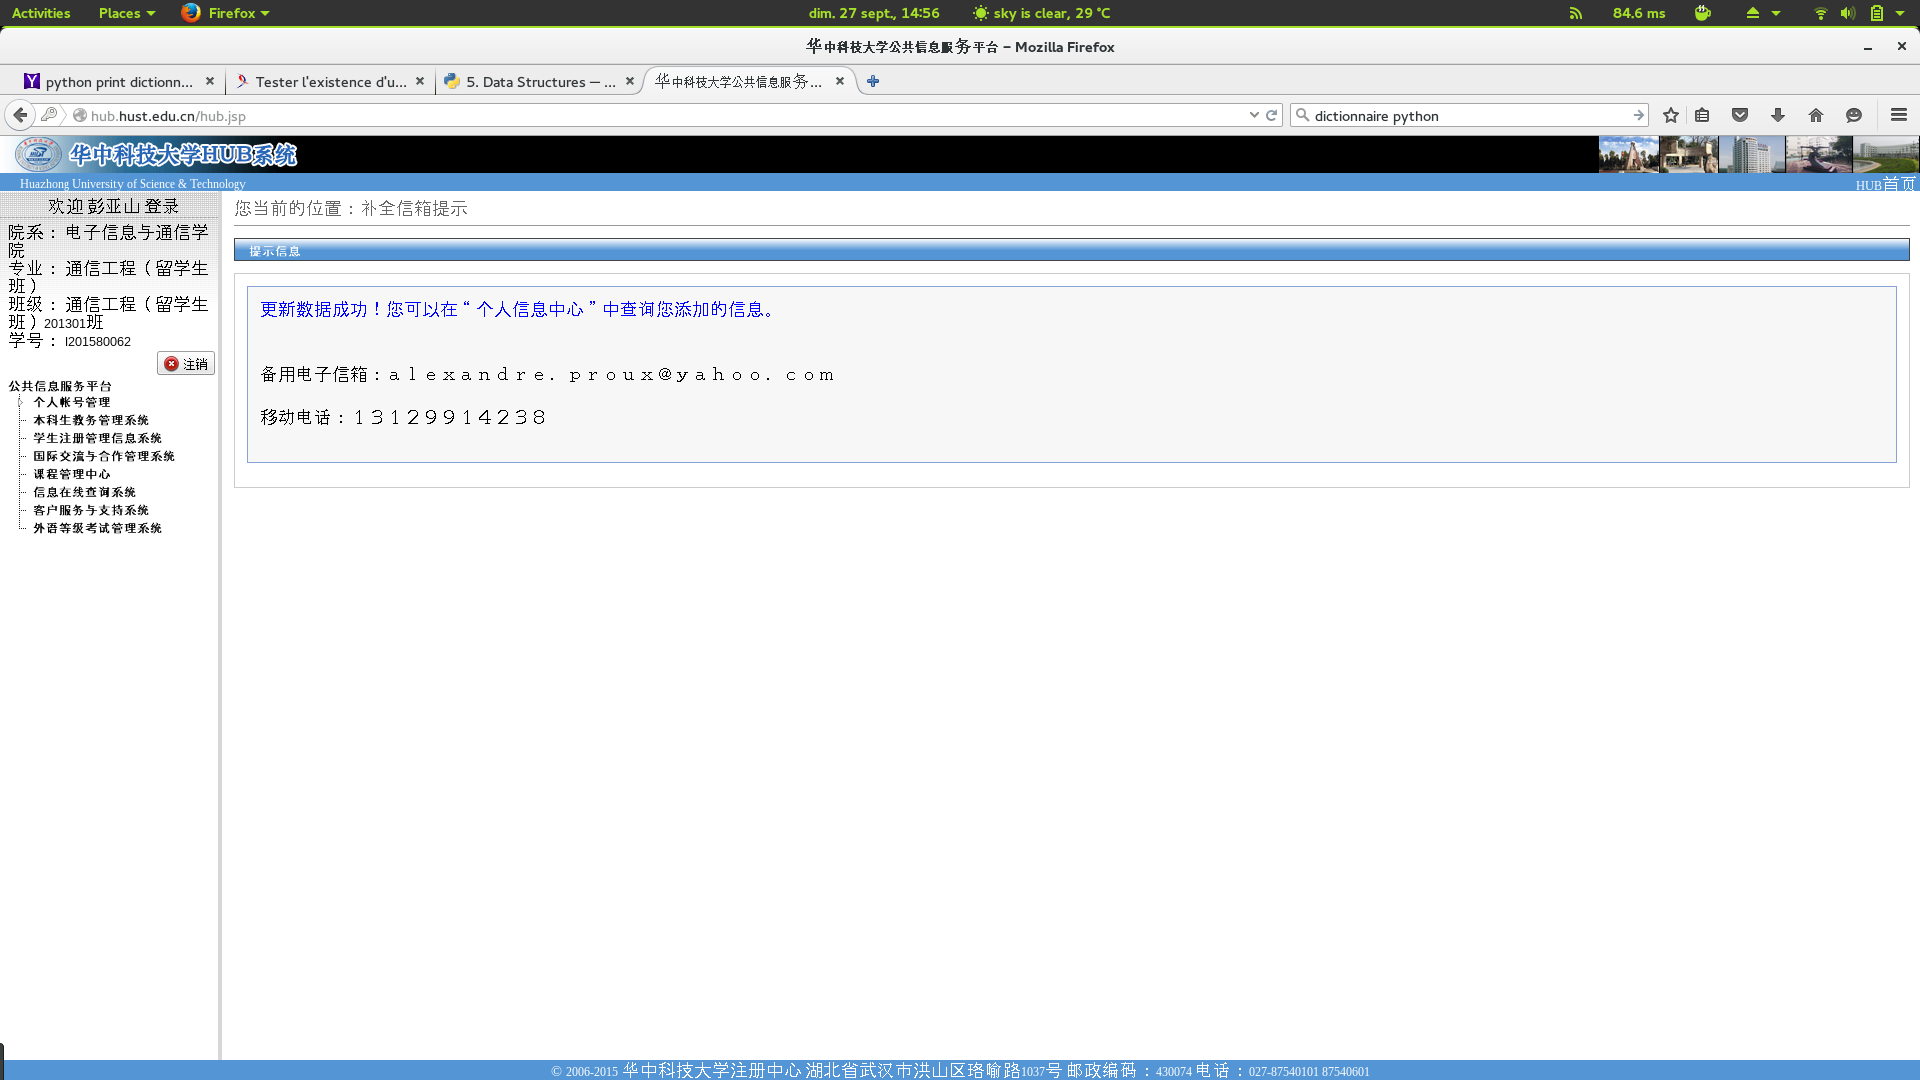 Activities Places Firefox dim. 27 sept., 14:56 sky is clear, 29 °C 84.6 ms
华中科技大学公共信息服务平台 - Mozilla Firefox
python print dictionn... Tester l'existence d'u... 5. Data Structures — ... 华中科技大学公共信息服务...
hub.hust.edu.cn/hub.jsp dictionnaire python
华中科技大学HUB系统
Huazhong University of Science & Technology HUB首页
欢迎彭亚山登录
院系：电子信息与通信学
院
专业：通信工程（留学生
班）
班级：通信工程（留学生
班）201301班
学号：I201580062
注销
公共信息服务平台
个人帐号管理
本科生教务管理系统
学生注册管理信息系统
国际交流与合作管理系统
课程管理中心
信息在线查询系统
客户服务与支持系统
外语等级考试管理系统
您当前的位置：补全信箱提示
提示信息
更新数据成功！您可以在“个人信息中心”中查询您添加的信息。
备用电子信箱：ａｌｅｘａｎｄｒｅ．ｐｒｏｕｘ＠ｙａｈｏｏ．ｃｏｍ
移动电话：１３１２９９１４２３８
© 2006-2015 华中科技大学注册中心 湖北省武汉市洪山区珞喻路1037号 邮政编码：430074 电话：027-87540101 87540601